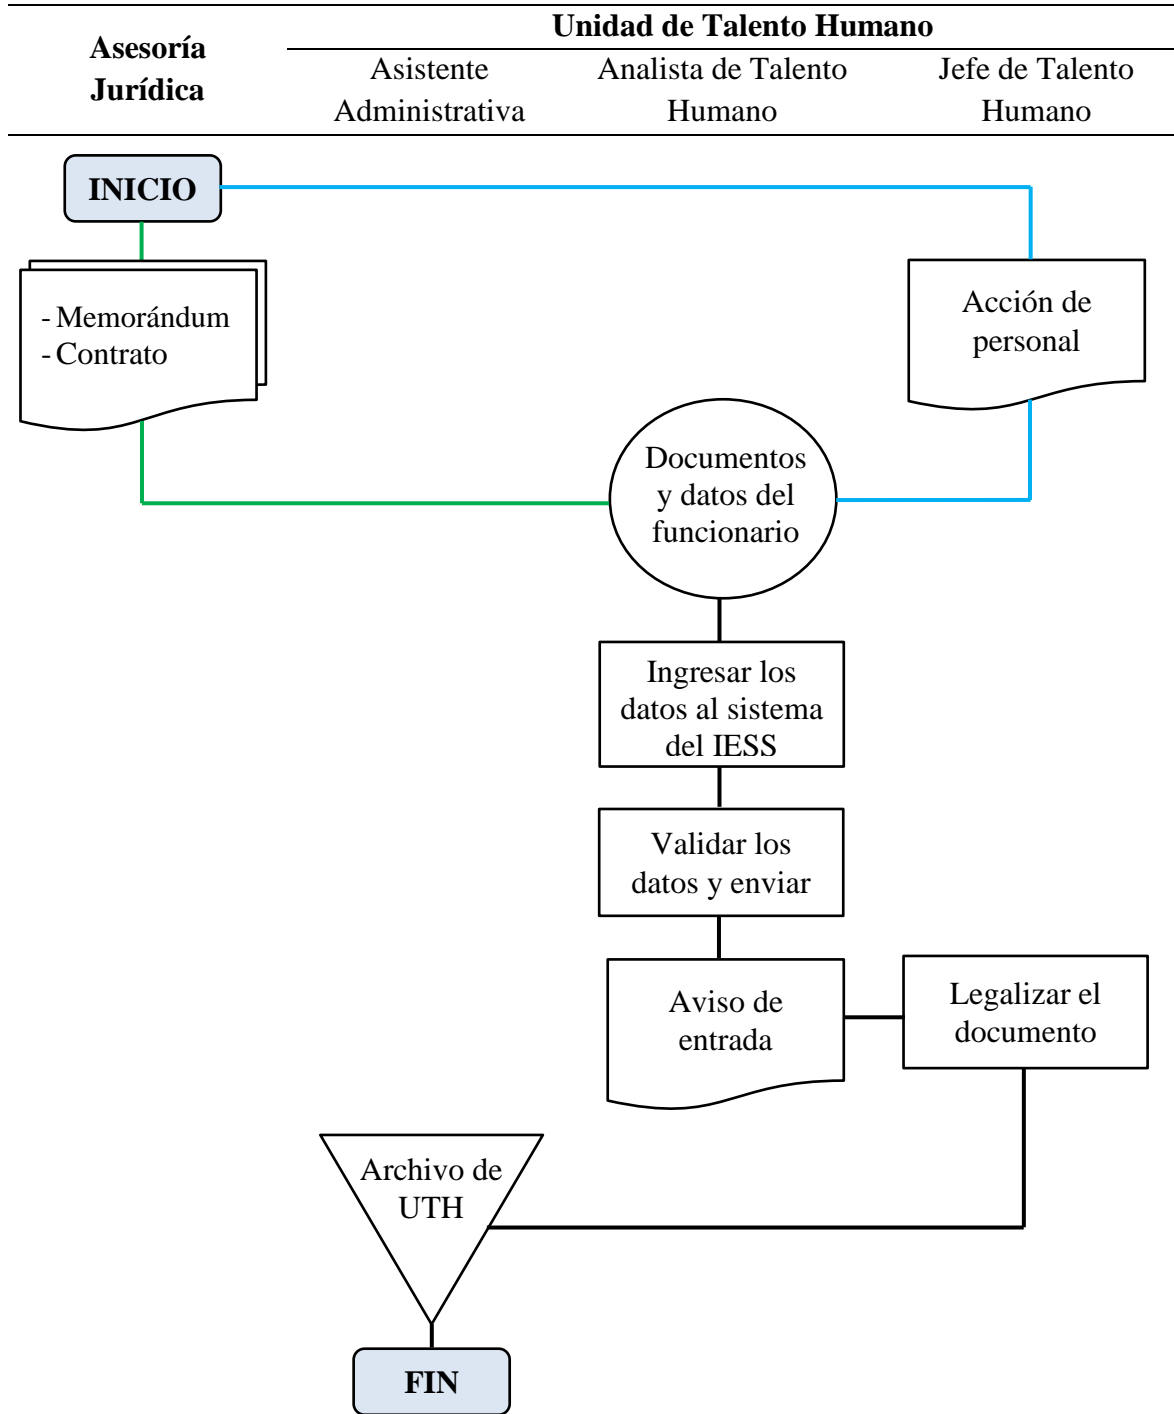 Asesoría
Jurídica
Unidad de Talento Humano
Asistente
Administrativa
Analista de Talento
Humano
Jefe de Talento
Humano
INICIO
- Memorándum
- Contrato
Acción de
personal
Documentos
y datos del
funcionario
Ingresar los
datos al sistema
del IESS
Validar los
datos y enviar
Aviso de
entrada
Legalizar el
documento
Archivo de
UTH
FIN